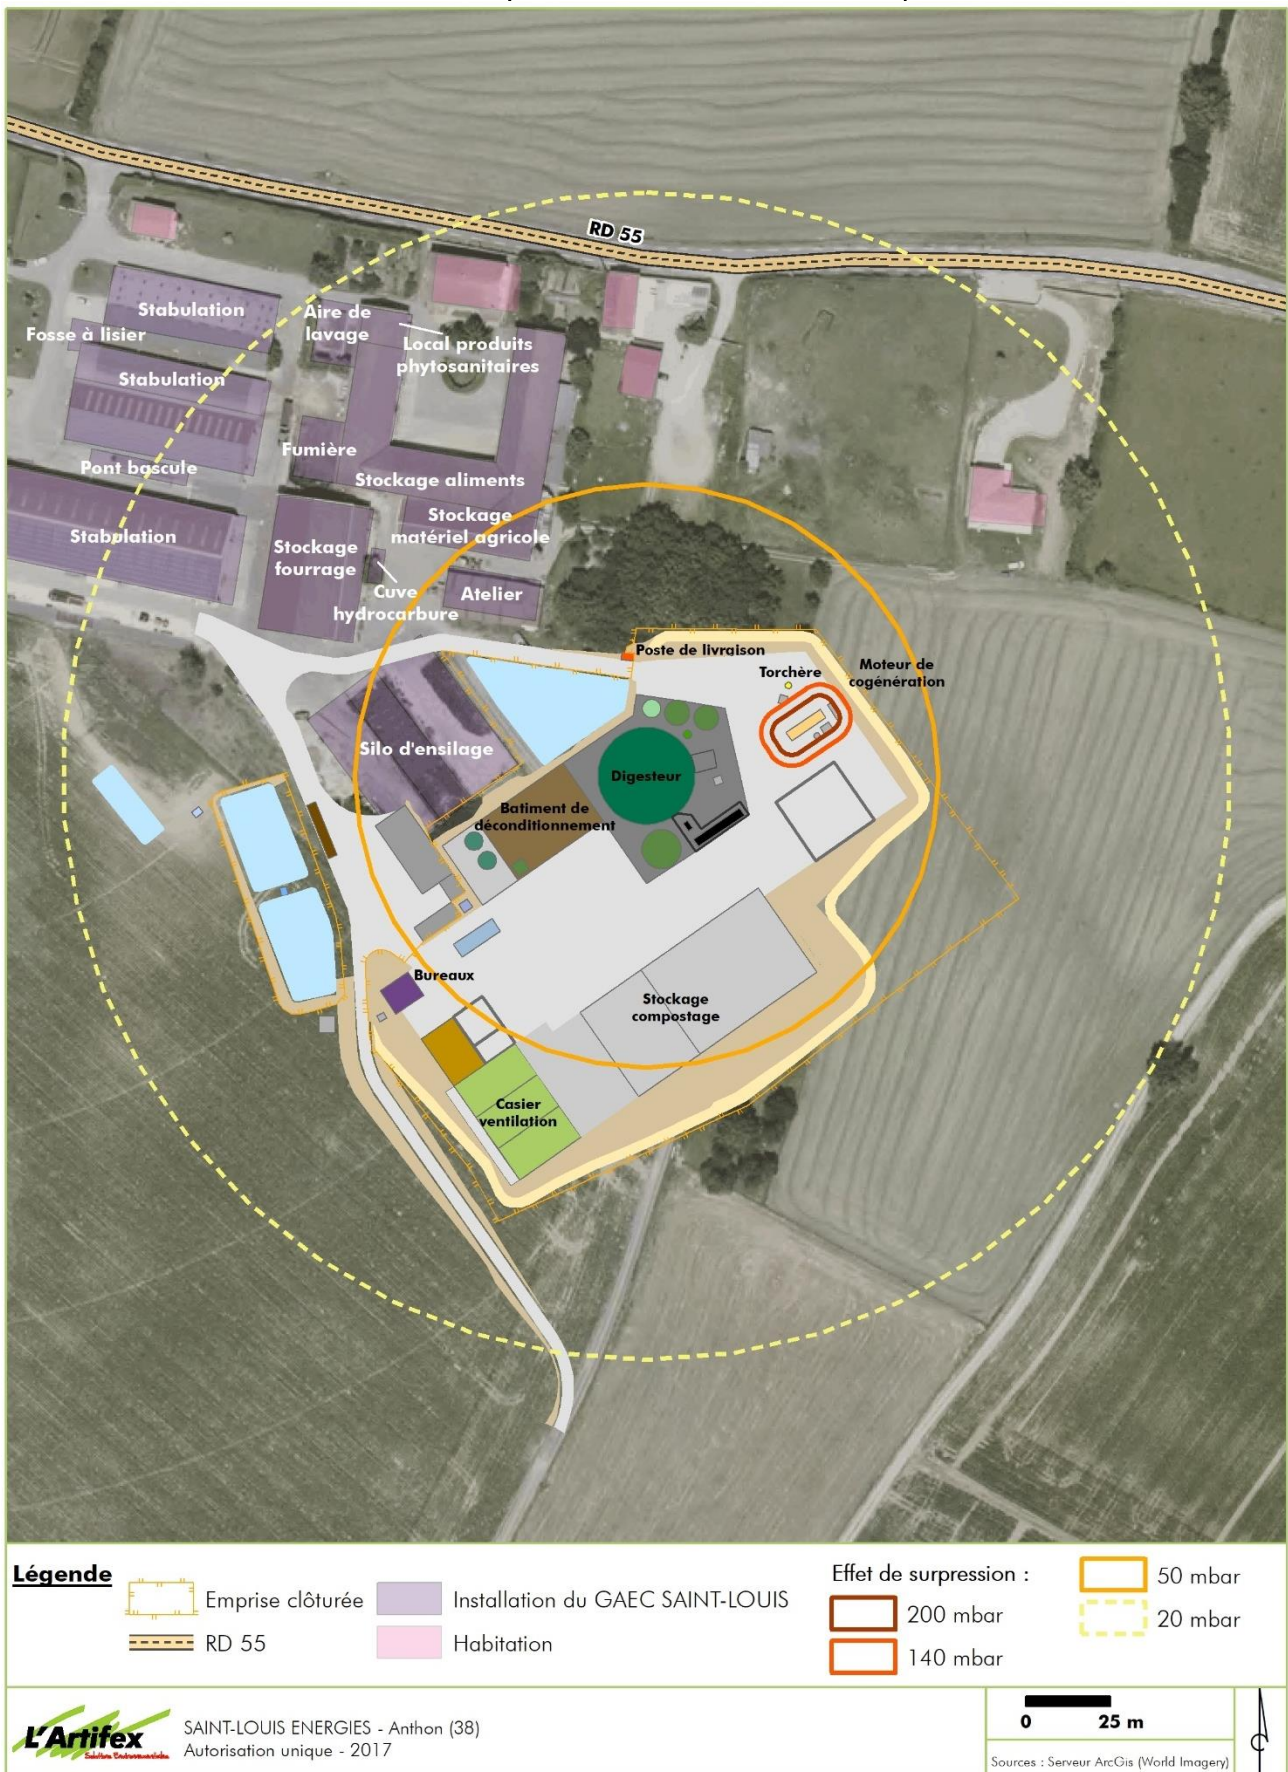 RD 55
Stabulation
Aire de
lavage
Fosse à lisier
Local produits
phytosanitaires
Stabulation
Fumière
Pont bascule
Stockage aliments
Stockage
matériel agricole
Stabulation
Stockage
fourrage
Cuve
hydrocarbure
Atelier
Poste de livraison
Torchère
Moteur de
cogénération
Silo d'ensilage
Digesteur
Batiment de
déconditionnement
Bureaux
Stockage
compostage
Casier
ventilation
Légende
Emprise clôturée
RD 55
Installation du GAEC SAINT-LOUIS
Habitation
Effet de surpression :
200 mbar
140 mbar
50 mbar
20 mbar
L'Artifex
Solutions Environnementales
SAINT-LOUIS ENERGIES - Anthon (38)
Autorisation unique - 2017
0 25 m
Sources : Serveur ArcGis (World Imagery)